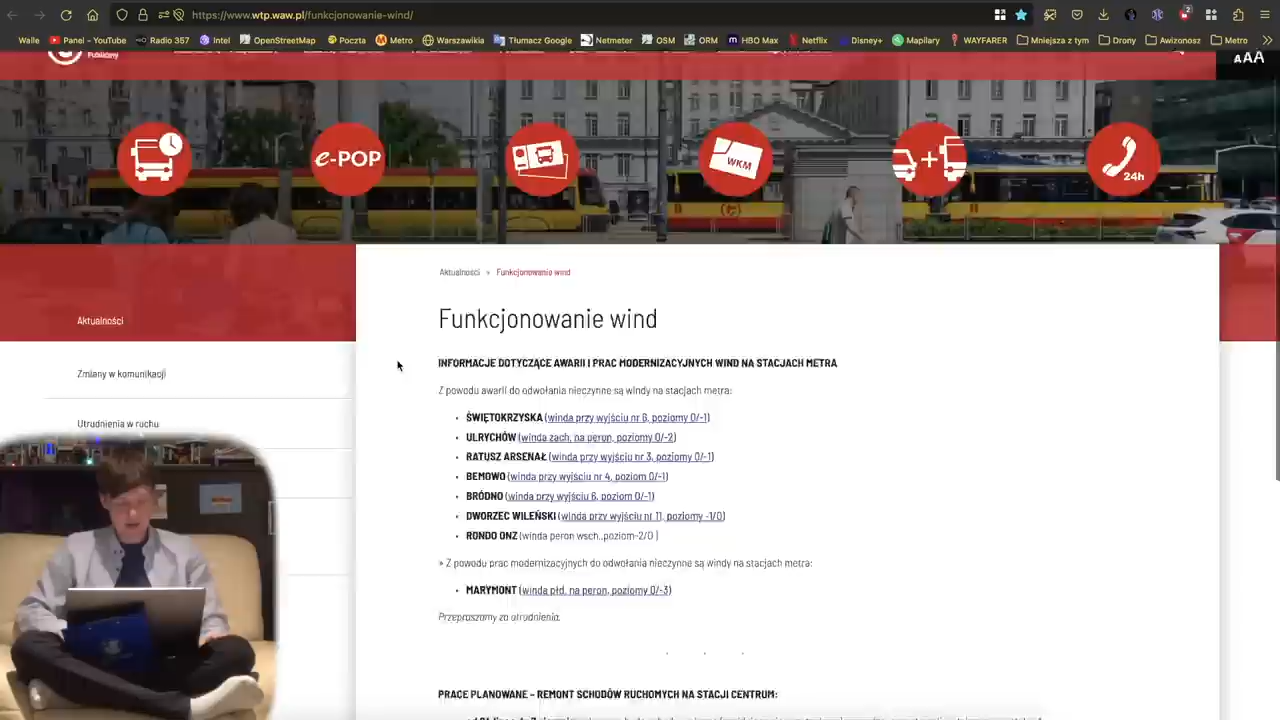 https://www.wtp.waw.pl/funkcjonowanie-wind/
2
Walle
Panel – YouTube
Radio 357
Intel
OpenStreetMap
Poczta
Metro
Warszawikia
Tłumacz Google
Netmeter
OSM
ORM
HBO Max
Netflix
Disney+
Mapilary
WAYFARER
Mniejsza z tym
Drony
Awizonosz
Metro
AAA
e-POP
WKM
24h
Aktualności » Funkcjonowanie wind
Funkcjonowanie wind
Aktualności
Zmiany w komunikacji
Utrudnienia w ruchu
INFORMACJE DOTYCZĄCE AWARII I PRAC MODERNIZACYJNYCH WIND NA STACJACH METRA
Z powodu awarii do odwołania nieczynne są windy na stacjach metra:
• ŚWIĘTOKRZYSKA (winda przy wyjściu nr 6, poziomy 0/-1)
• ULRYCHÓW (winda zach. na peron, poziomy 0/-2)
• RATUSZ ARSENAŁ (winda przy wyjściu nr 3, poziomy 0/-1)
• BEMOWO (winda przy wyjściu nr 4, poziom 0/-1)
• BRÓDNO (winda przy wyjściu 6, poziom 0/-1)
• DWORZEC WILEŃSKI (winda przy wyjściu nr 11, poziomy -1/0)
• RONDO ONZ (winda peron wsch..poziom-2/0 )
» Z powodu prac modernizacyjnych do odwołania nieczynne są windy na stacjach metra:
• MARYMONT (winda płd. na peron, poziomy 0/-3)
Przepraszamy za utrudnienia.
PRACE PLANOWANE – REMONT SCHODÓW RUCHOMYCH NA STACJI CENTRUM: